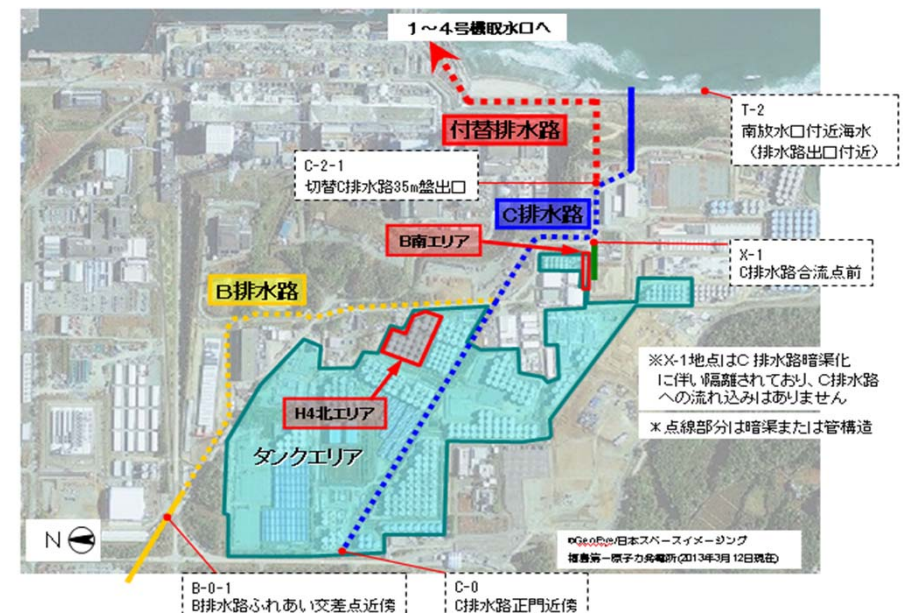 1～4号機取水口へ
付替排水路
T-2
南放水口付近海水
（排水路出口付近）
C-2-1
切替C排水路35m盤出口
C排水路
B南エリア
X-1
C排水路合流点前
B排水路
※X-1地点はC排水路暗渠化
に伴い隔離されており、C排水路
への流れ込みはありません
＊点線部分は暗渠または管構造
H4北エリア
タンクエリア
N
©GeoEye/日本スペースイメージング
福島第一原子力発電所(2013年3月12日現在)
B-0-1
B排水路ふれあい交差点近傍
C-0
C排水路正門近傍